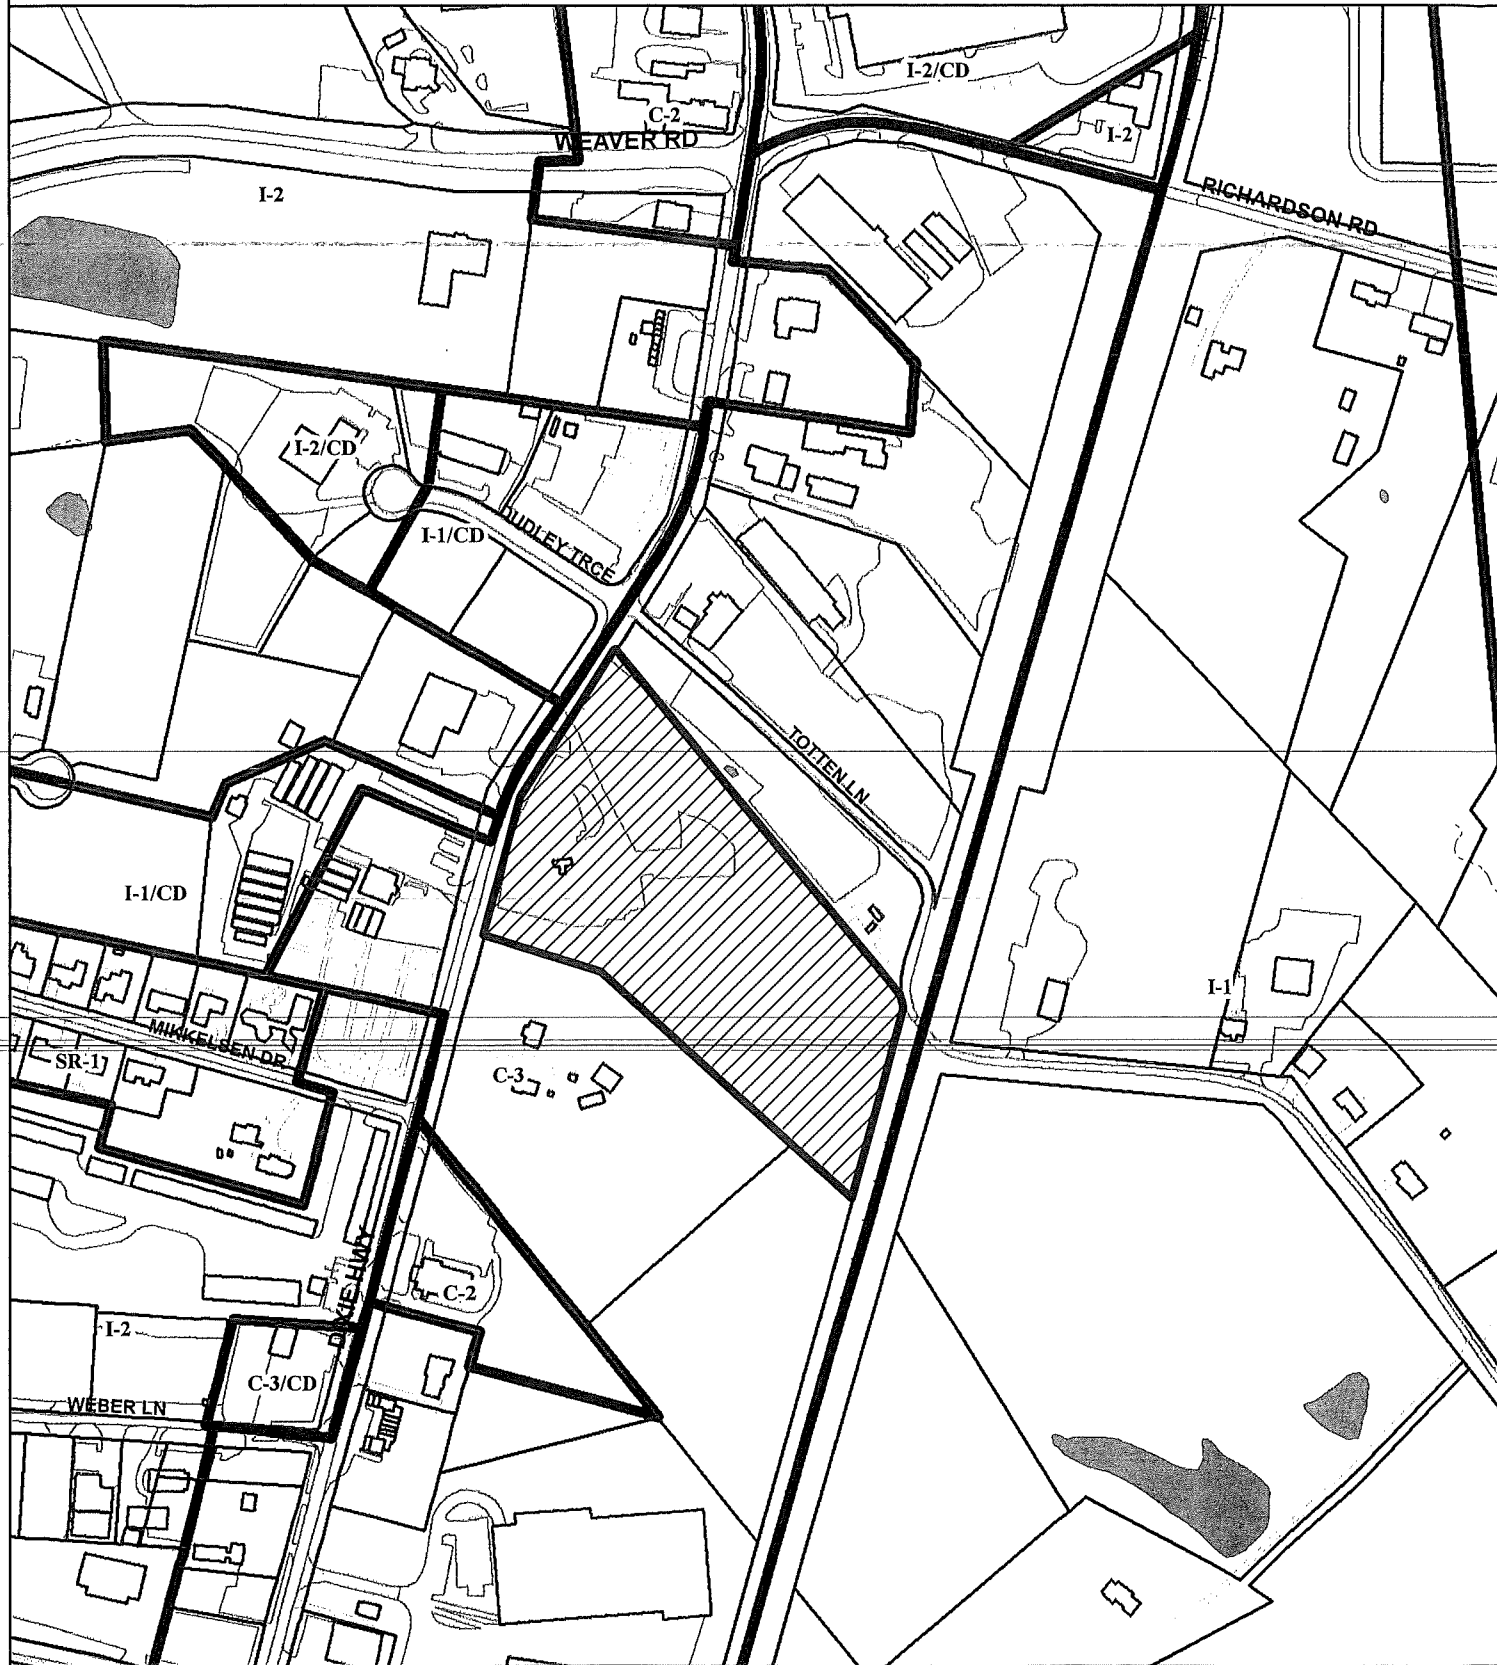 I-2/CD
C-2
I-2
WEAVER RD
I-2
RICHARDSON RD
I-2/CD
I-1/CD
DUDLEY TRCE
TOTTEN LN
I-1/CD
I-1
MIKKELSEN DR
SR-1
C-3
DIXIE HWY
C-2
I-2
C-3/CD
WEBER LN